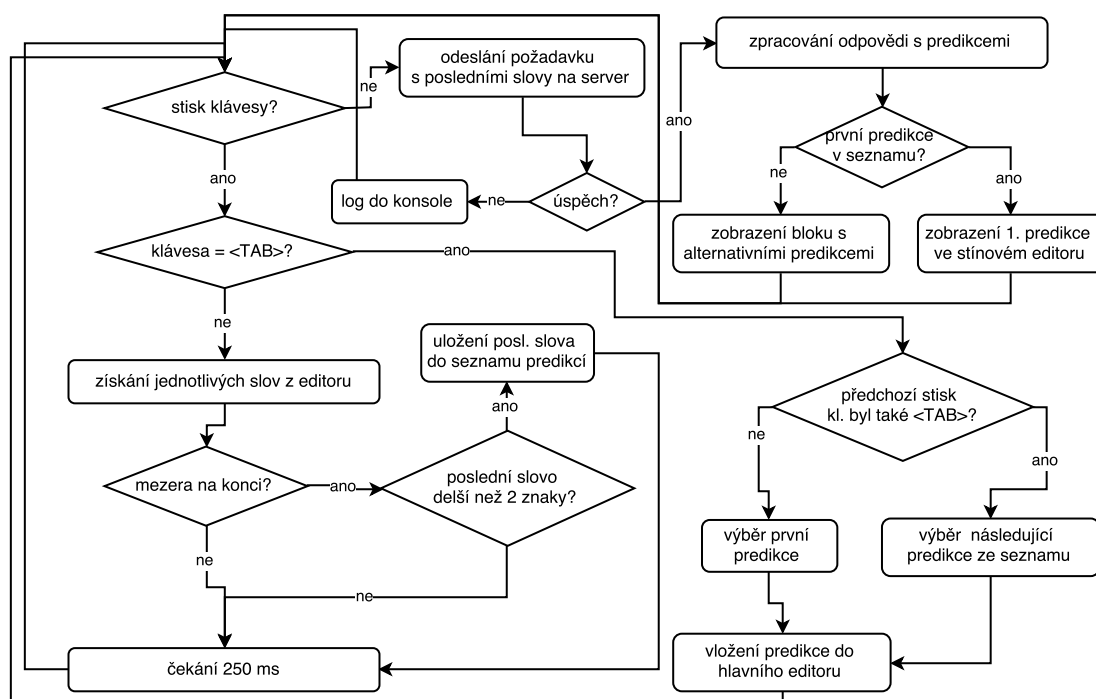 stisk klávesy?
ne
odeslání požadavku
s posledními slovy na server
ano
zpracování odpovědi s predikcemi
první predikce
v seznamu?
ne
ano
zobrazení bloku s
alternativními predikcemi
zobrazení 1. predikce
ve stínovém editoru
úspěch?
ne
log do konsole
ano
klávesa = <TAB>?
ano
ne
získání jednotlivých slov z editoru
mezera na konci?
ano
poslední slovo
delší než 2 znaky?
ano
uložení posl. slova
do seznamu predikcí
ne
ne
čekání 250 ms
předchozí stisk
kl. byl také <TAB>?
ne
ano
výběr první
predikce
výběr následující
predikce ze seznamu
vložení predikce do
hlavního editoru